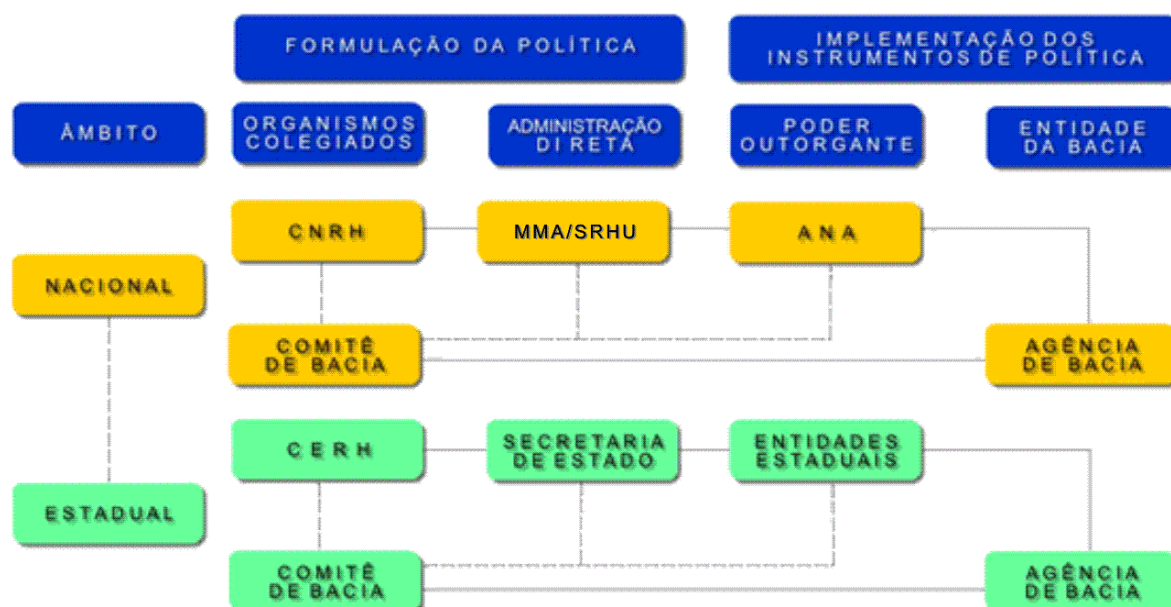 FORMULAÇÃO DA POLÍTICA
IMPLEMENTAÇÃO DOS
INSTRUMENTOS DE POLÍTICA
ÂMBITO
ORGANISMOS
COLEGIADOS
ADMINISTRAÇÃO
DIRETA
PODER
OUTORGANTE
ENTIDADE
DA BACIA
NACIONAL
CNRH
MMA/SRHU
ANA
COMITÊ
DE BACIA
AGÊNCIA
DE BACIA
ESTADUAL
CERH
SECRETARIA
DE ESTADO
ENTIDADES
ESTADUAIS
COMITÊ
DE BACIA
AGÊNCIA
DE BACIA